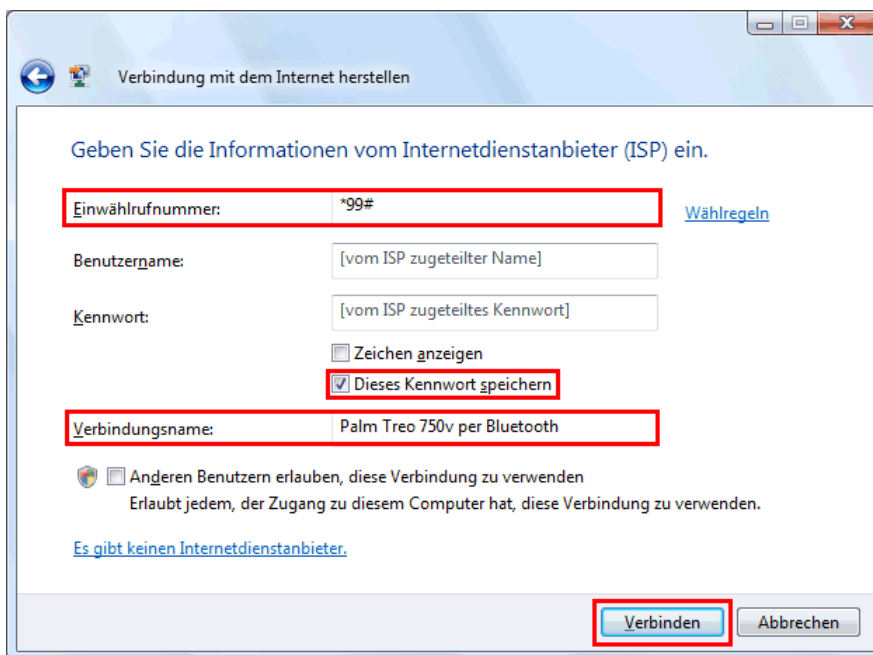 Verbindung mit dem Internet herstellen
Geben Sie die Informationen vom Internetdienstanbieter (ISP) ein.
Einwählrufnummer: *99# Wählregeln
Benutzername: [vom ISP zugeteilter Name]
Kennwort: [vom ISP zugeteiltes Kennwort]
Zeichen anzeigen
Dieses Kennwort speichern
Verbindungsname: Palm Treo 750v per Bluetooth
Anderen Benutzern erlauben, diese Verbindung zu verwenden
Erlaubt jedem, der Zugang zu diesem Computer hat, diese Verbindung zu verwenden.
Es gibt keinen Internetdienstanbieter.
Verbinden Abbrechen